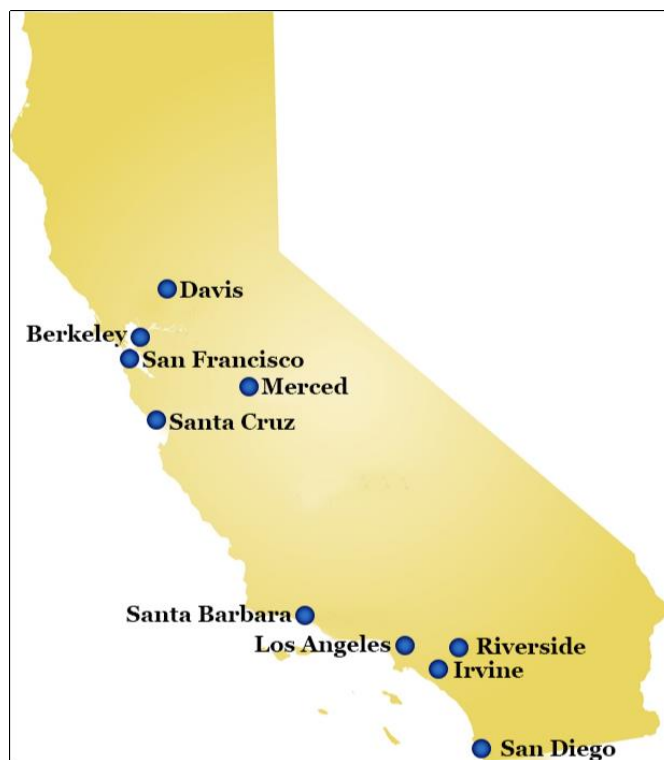 Davis
Berkeley
San Francisco
Merced
Santa Cruz
Santa Barbara
Los Angeles
Riverside
Irvine
San Diego